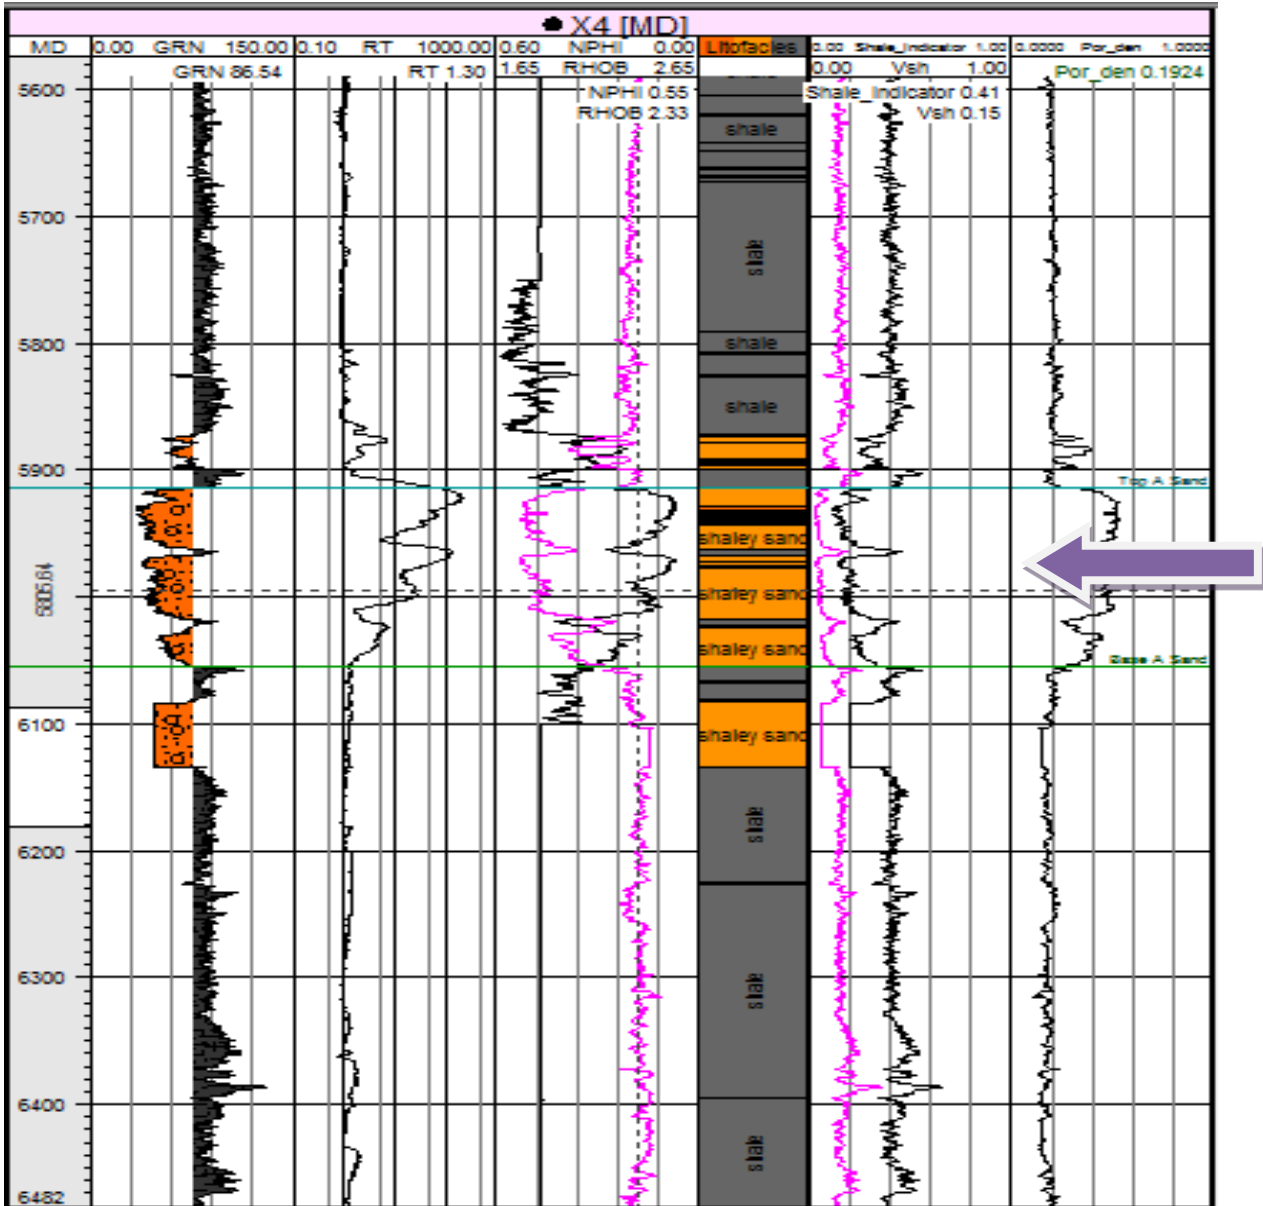 X4 [MD]
MD 0.00 GRN 150.00 0.10 RT 1000.00 0.60 NPHI 0.00 Litofacies 0.00 Shale_Indicator 1.00 0.0000 Por_den 1.0000
GRN 86.54 RT 1.30 1.65 RHOB 2.65 0.00 Vsh 1.00 Por_den 0.1924
NPHI 0.55 Shale_Indicator 0.41
RHOB 2.33 Vsh 0.15
5600
shale
5700
shale
5800
shale
shale
5900
Top A Sand
shaley sand
shaley sand
shaley sand
Base A Sand
6100
shaley sand
shale
6200
6300
shale
6400
shale
6482